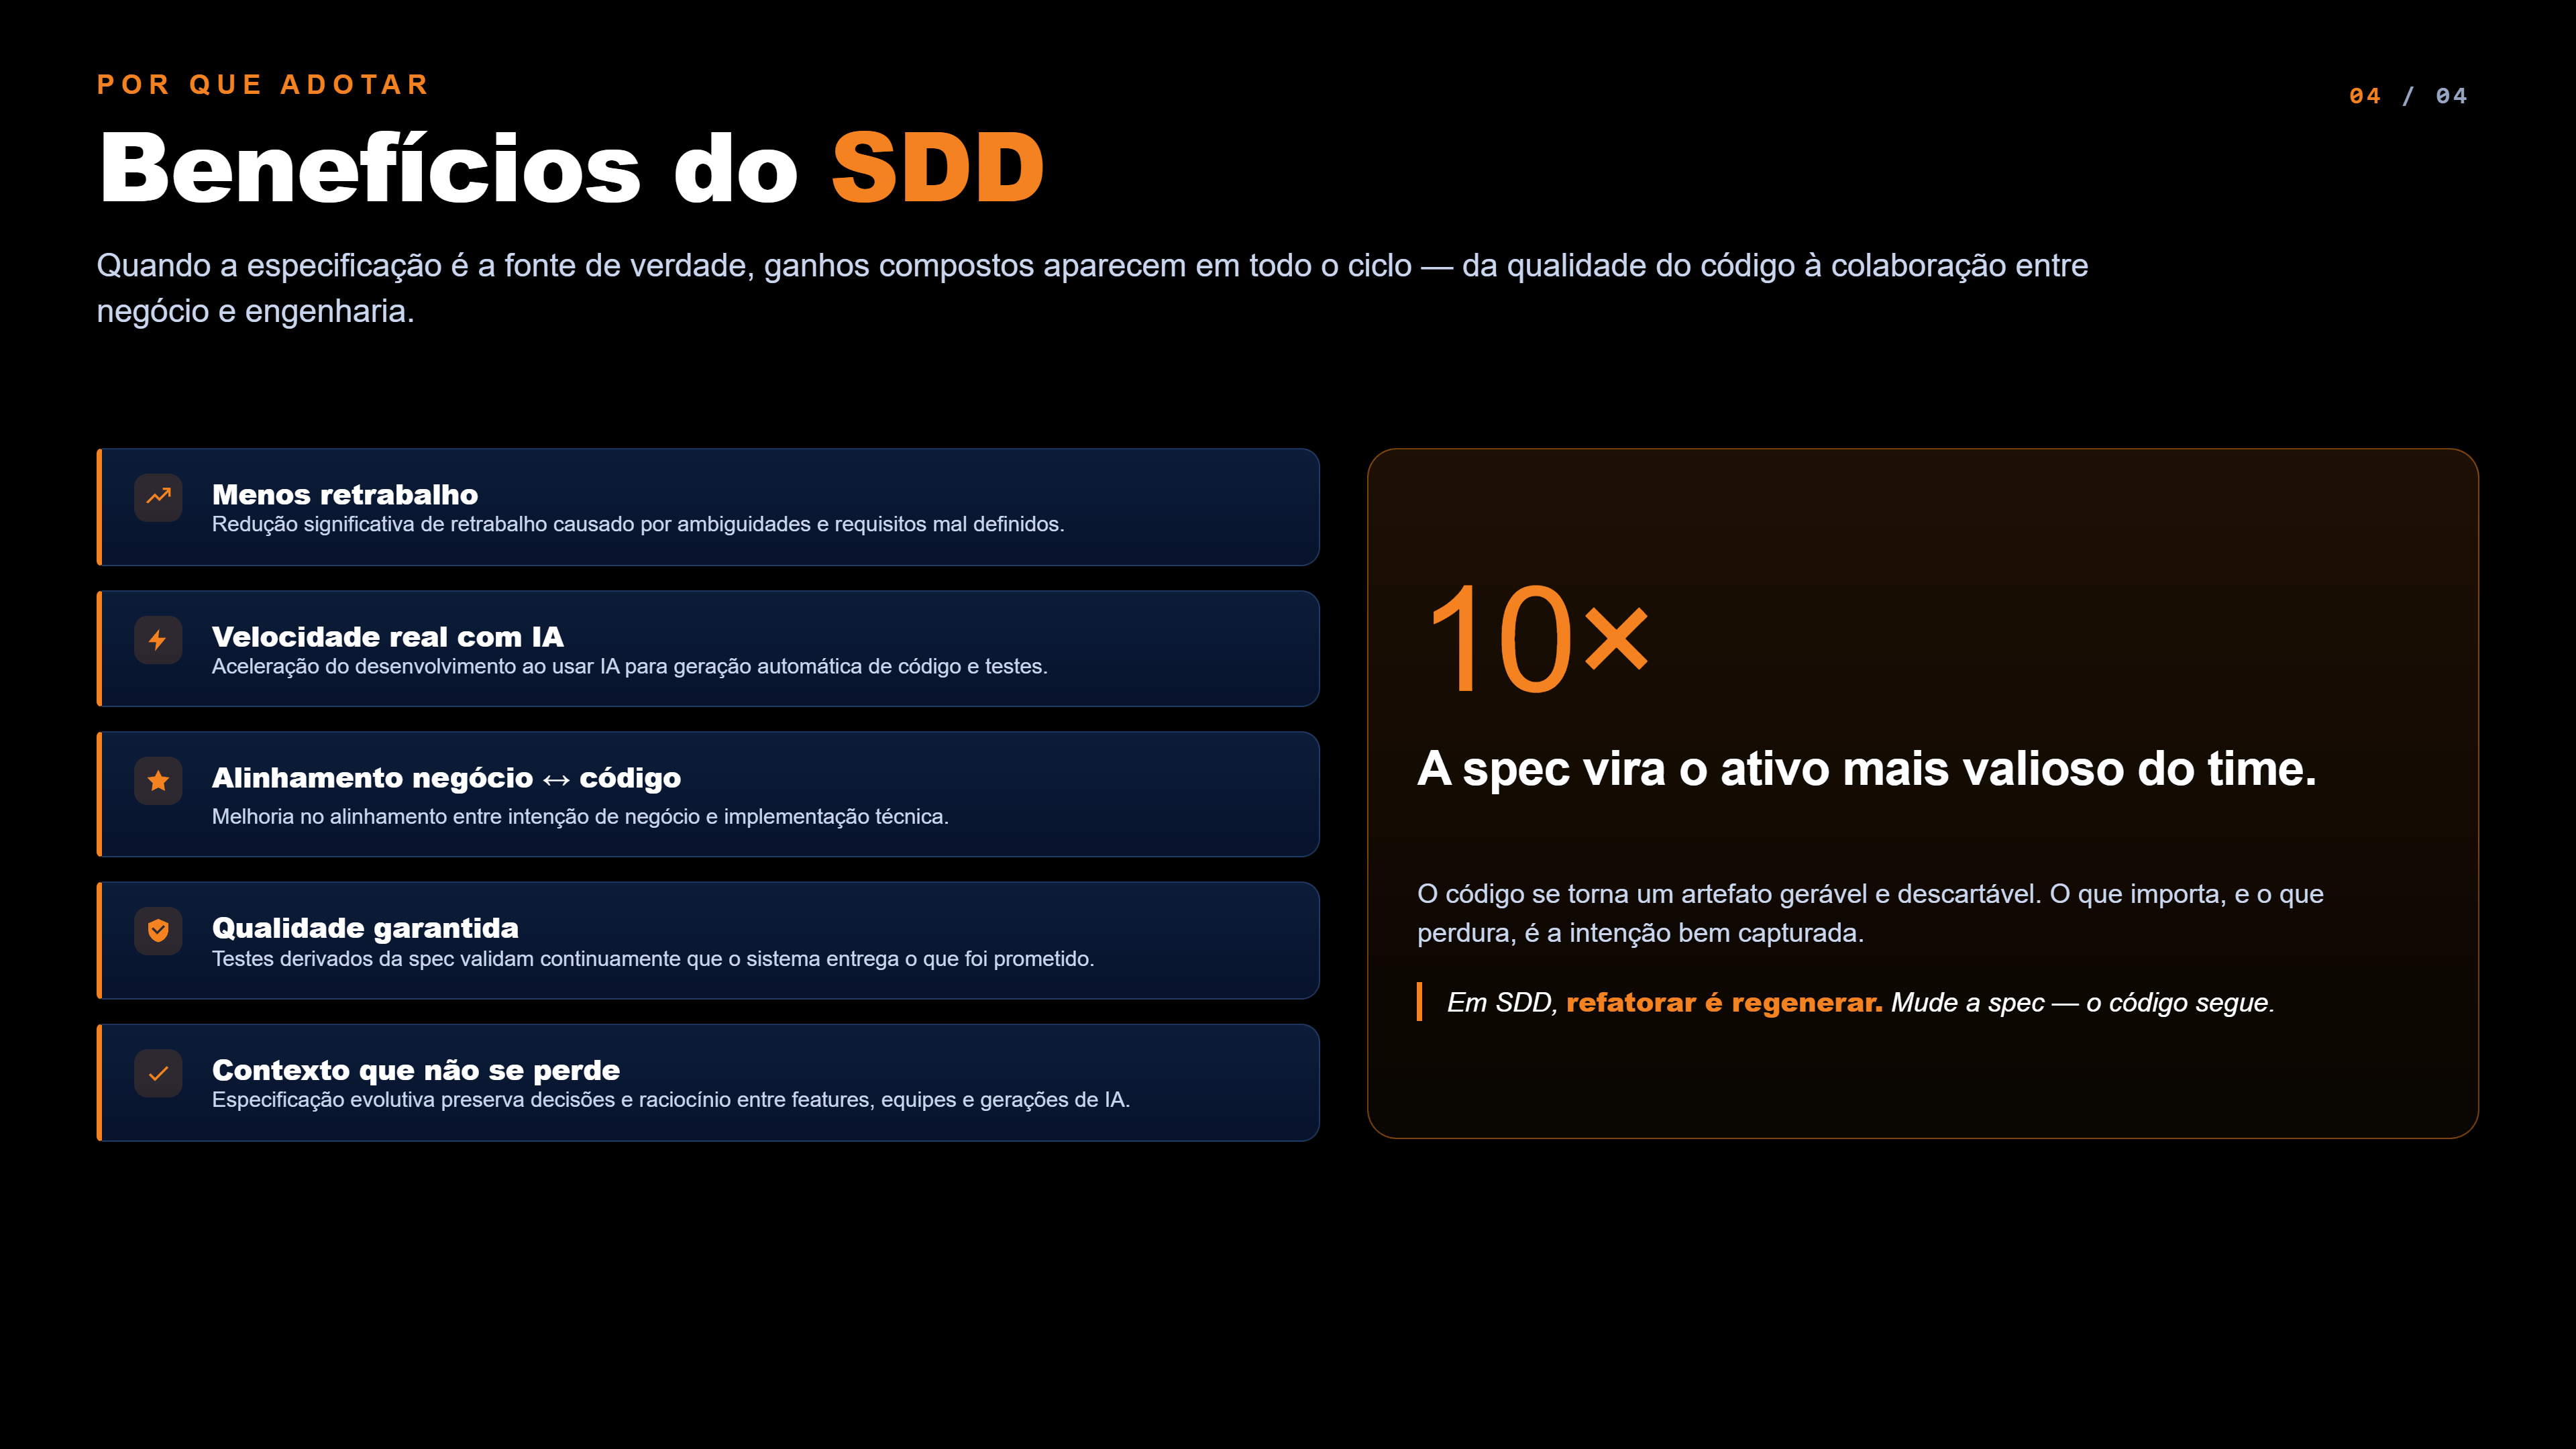 POR QUE ADOTAR
04 / 04
Benefícios do SDD
Quando a especificação é a fonte de verdade, ganhos compostos aparecem em todo o ciclo — da qualidade do código à colaboração entre
negócio e engenharia.
Menos retrabalho
Redução significativa de retrabalho causado por ambiguidades e requisitos mal definidos.
Velocidade real com IA
Aceleração do desenvolvimento ao usar IA para geração automática de código e testes.
Alinhamento negócio ↔ código
Melhoria no alinhamento entre intenção de negócio e implementação técnica.
Qualidade garantida
Testes derivados da spec validam continuamente que o sistema entrega o que foi prometido.
Contexto que não se perde
Especificação evolutiva preserva decisões e raciocínio entre features, equipes e gerações de IA.
10×
A spec vira o ativo mais valioso do time.
O código se torna um artefato gerável e descartável. O que importa, e o que
perdura, é a intenção bem capturada.
Em SDD, refatorar é regenerar. Mude a spec — o código segue.